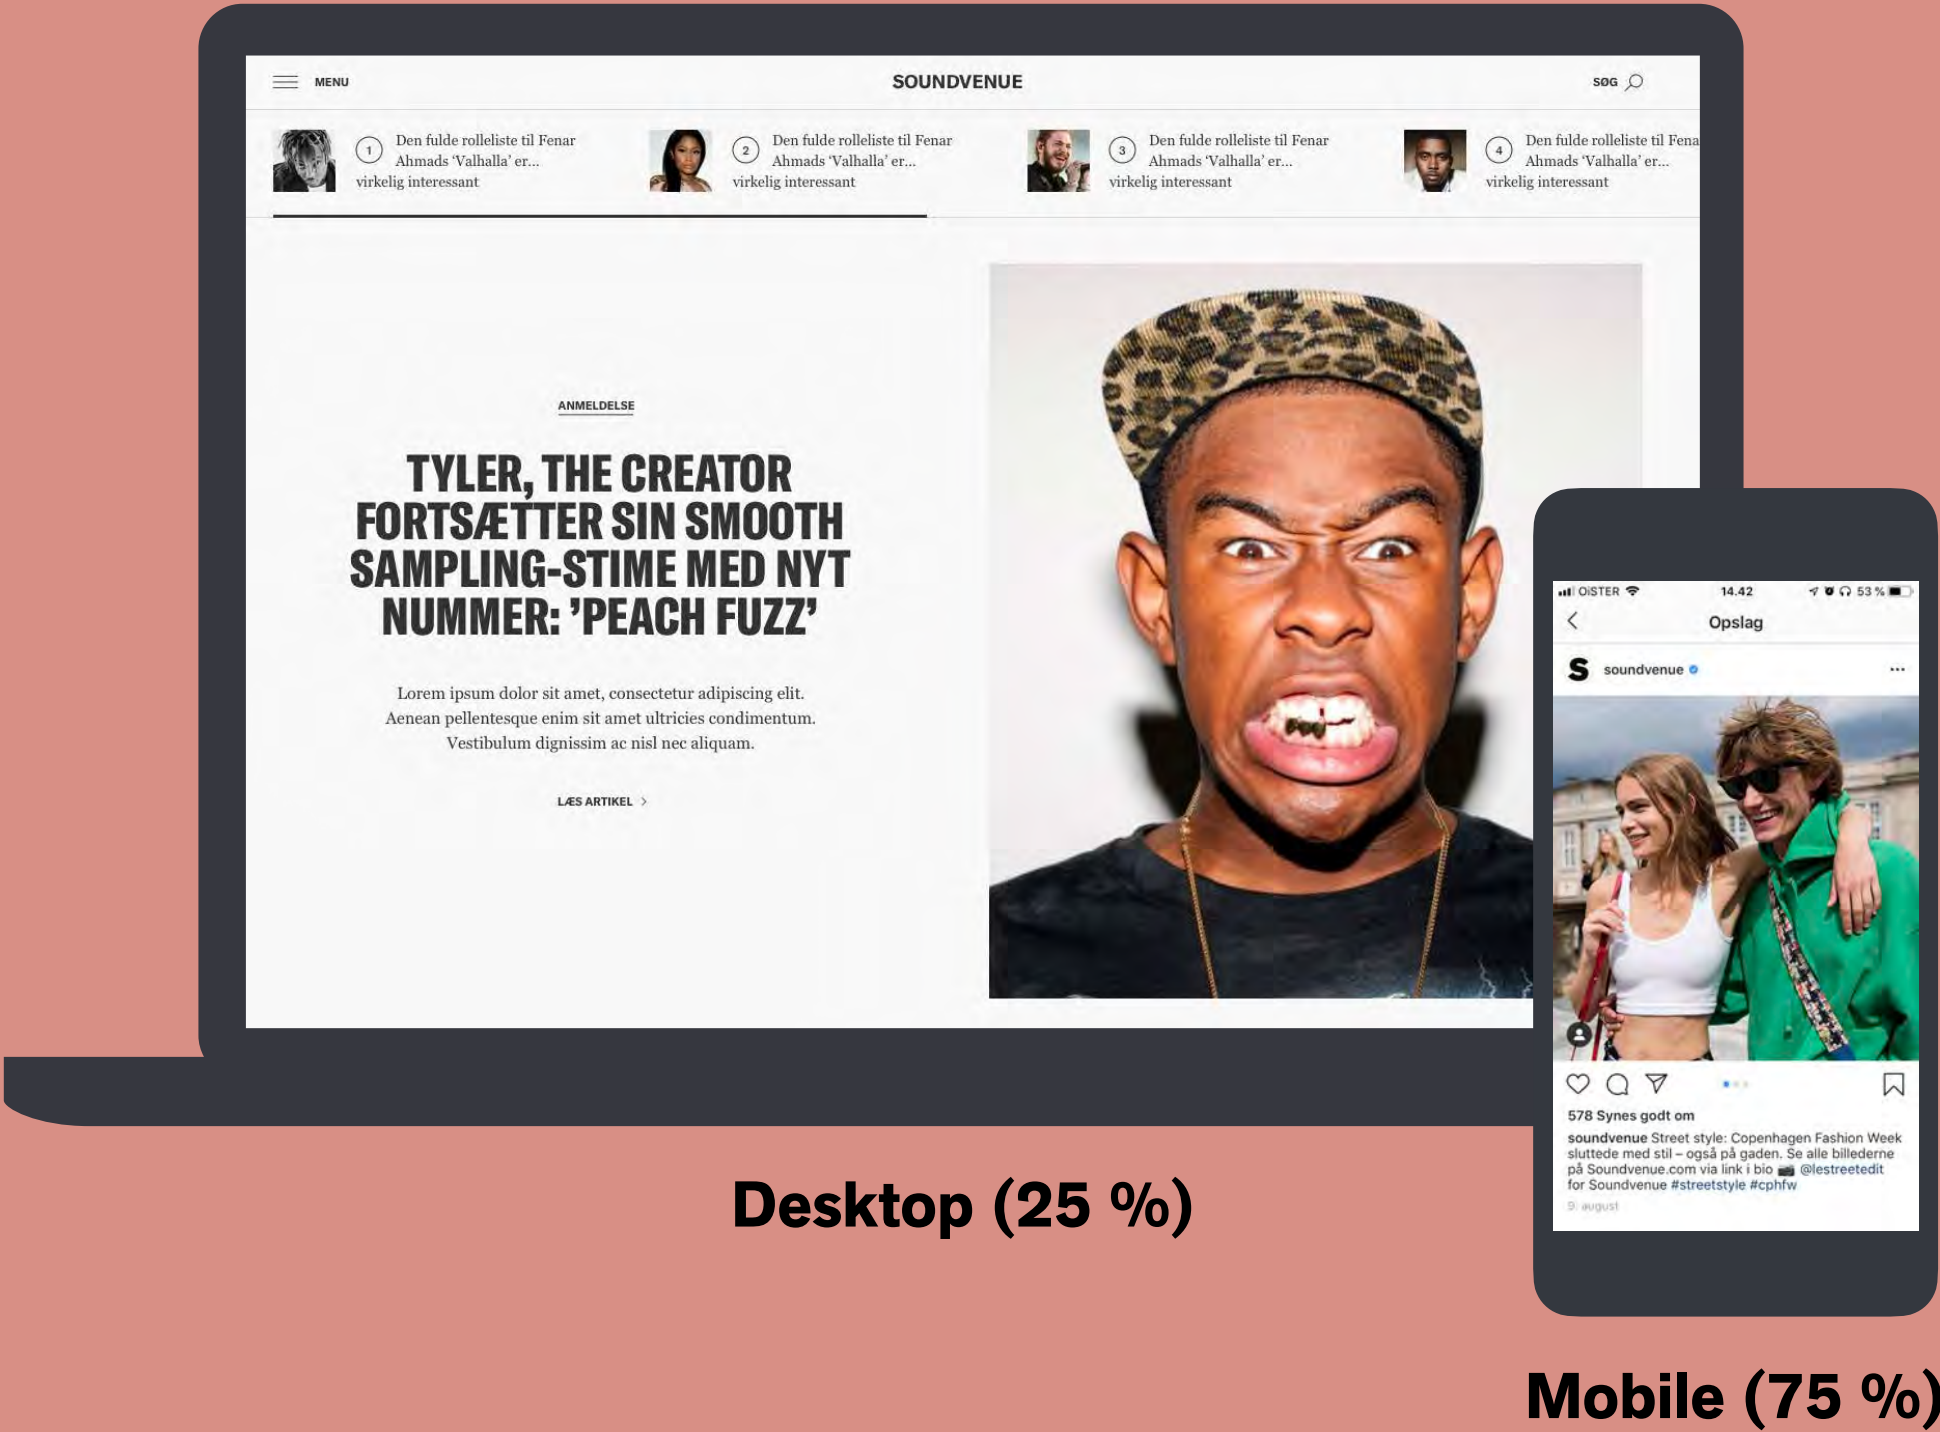 MENU
SOUNDVENUE
SØG
1 Den fulde rolleliste til Fenar
Ahmads ‘Valhalla’ er...
virkelig interessant
2 Den fulde rolleliste til Fenar
Ahmads ‘Valhalla’ er...
virkelig interessant
3 Den fulde rolleliste til Fenar
Ahmads ‘Valhalla’ er...
virkelig interessant
4 Den fulde rolleliste til Fena
Ahmads ‘Valhalla’ er...
virkelig interessant
ANMELDELSE
TYLER, THE CREATOR
FORTSÆTTER SIN SMOOTH
SAMPLING-STIME MED NYT
NUMMER: ’PEACH FUZZ’
Lorem ipsum dolor sit amet, consectetur adipiscing elit.
Aenean pellentesque enim sit amet ultricies condimentum.
Vestibulum dignissim ac nisl nec aliquam.
LÆS ARTIKEL >
OiSTER 14.42 53 %
Opslag
S soundvenue
578 Synes godt om
soundvenue Street style: Copenhagen Fashion Week
sluttede med stil – også på gaden. Se alle billederne
på Soundvenue.com via link i bio 📷 @lestreetedit
for Soundvenue #streetstyle #cphfw
9. august
Desktop (25 %)
Mobile (75 %)